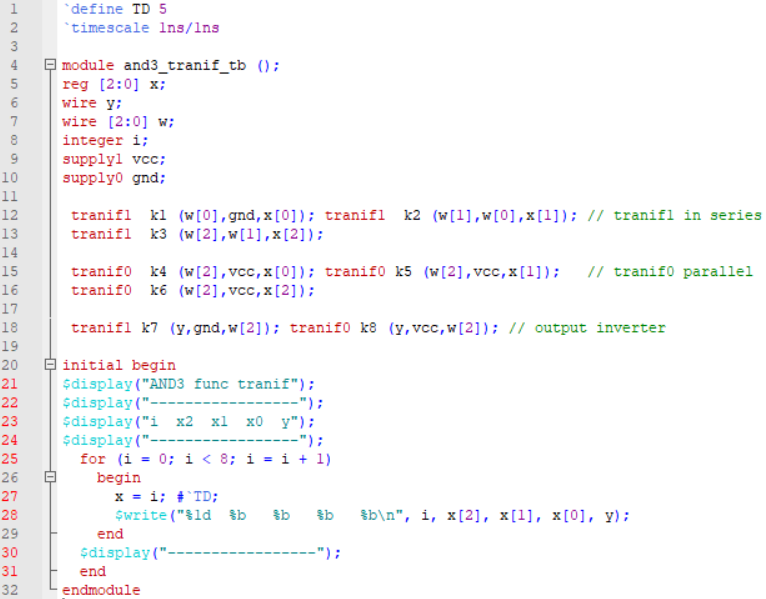 1 `define TD 5
2 `timescale 1ns/1ns
3
4 module and3_tranif_tb ();
5 reg [2:0] x;
6 wire y;
7 wire [2:0] w;
8 integer i;
9 supply1 vcc;
10 supply0 gnd;
11
12 tranif1 k1 (w[0],gnd,x[0]); tranif1 k2 (w[1],w[0],x[1]); // tranif1 in series
13 tranif1 k3 (w[2],w[1],x[2]);
14
15 tranif0 k4 (w[2],vcc,x[0]); tranif0 k5 (w[2],vcc,x[1]); // tranif0 parallel
16 tranif0 k6 (w[2],vcc,x[2]);
17
18 tranif1 k7 (y,gnd,w[2]); tranif0 k8 (y,vcc,w[2]); // output inverter
19
20 initial begin
21 $display("AND3 func tranif");
22 $display("-----------------");
23 $display("i  x2  x1  x0  y");
24 $display("-----------------");
25 for (i = 0; i < 8; i = i + 1)
26 begin
27 x = i; #`TD;
28 $write("%1d  %b   %b   %b   %b\n", i, x[2], x[1], x[0], y);
29 end
30 $display("-----------------");
31 end
32 endmodule